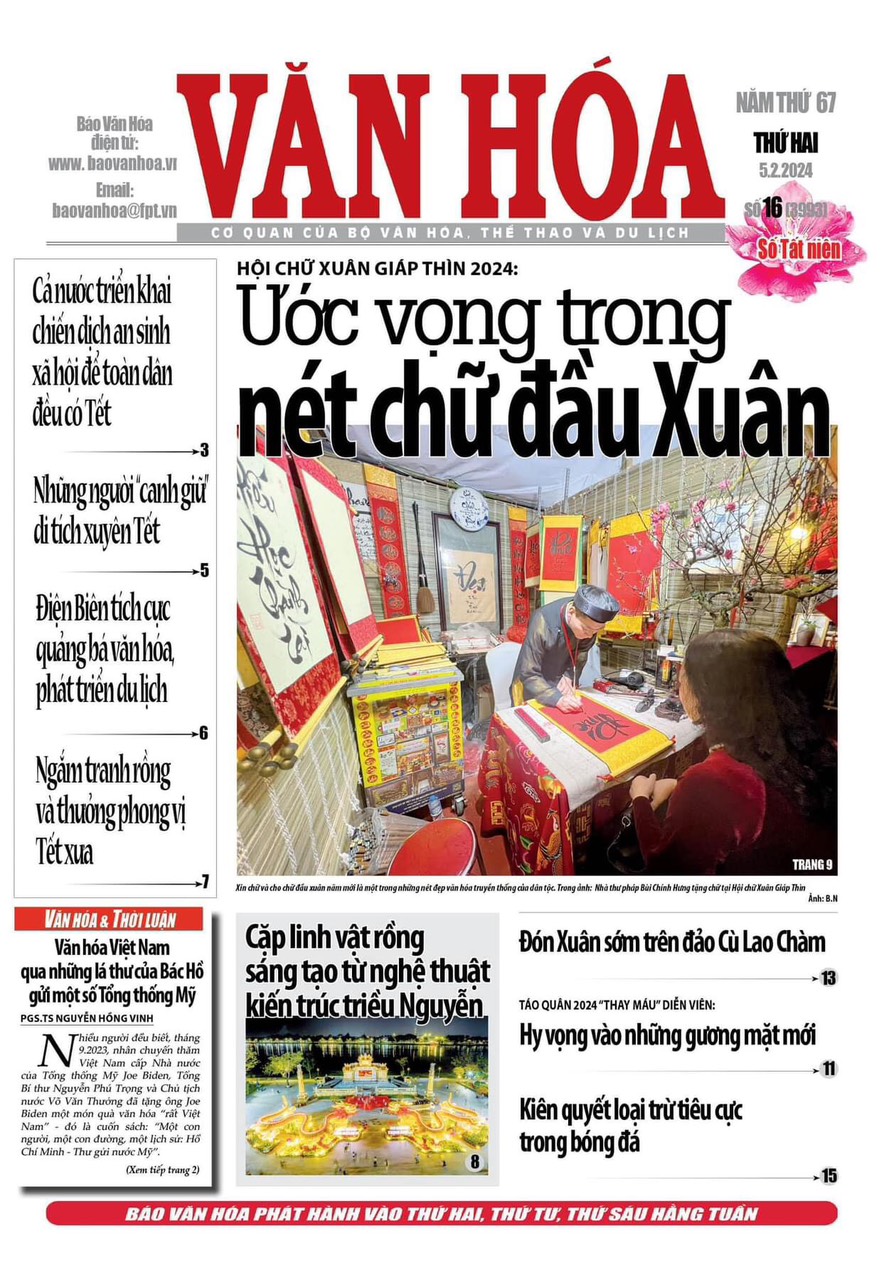 Báo Văn Hóa
điện tử:
www. baovanhoa.vn
Email:
baovanhoa@fpt.vn
VĂN HÓA
CƠ QUAN CỦA BỘ VĂN HÓA, THỂ THAO VÀ DU LỊCH
NĂM THỨ 67
THỨ HAI
5.2.2024
SỐ 16 (3993)
Số Tất niên
Cả nước triển khai
chiến dịch an sinh
xã hội để toàn dân
đều có Tết
3
Những người "canh giữ"
di tích xuyên Tết
5
Điện Biên tích cực
quảng bá văn hóa,
phát triển du lịch
6
Ngắm tranh rồng
và thưởng phong vị
Tết xưa
7
HỘI CHỮ XUÂN GIÁP THÌN 2024:
Ước vọng trong
nét chữ đầu Xuân
TRANG 9
Xin chữ và cho chữ đầu xuân năm mới là một trong những nét đẹp văn hóa truyền thống của dân tộc. Trong ảnh: Nhà thư pháp Bùi Chính Hưng tặng chữ tại Hội chữ Xuân Giáp Thìn
Ảnh: B.N
VĂN HÓA & THỜI LUẬN
Văn hóa Việt Nam
qua những lá thư của Bác Hồ
gửi một số Tổng thống Mỹ
PGS.TS NGUYỄN HỒNG VINH
Nhiều người đều biết, tháng
9.2023, nhân chuyến thăm
Việt Nam cấp Nhà nước
của Tổng thống Mỹ Joe Biden, Tổng
Bí thư Nguyễn Phú Trọng và Chủ tịch
nước Võ Văn Thưởng đã tặng ông Joe
Biden một món quà văn hóa "rất Việt
Nam" - đó là cuốn sách: "Một con
người, một con đường, một lịch sử: Hồ
Chí Minh - Thư gửi nước Mỹ".
(Xem tiếp trang 2)
Cặp linh vật rồng
sáng tạo từ nghệ thuật
kiến trúc triều Nguyễn
8
Đón Xuân sớm trên đảo Cù Lao Chàm
13
TÁO QUÂN 2024 "THAY MÁU" DIỄN VIÊN:
Hy vọng vào những gương mặt mới
11
Kiên quyết loại trừ tiêu cực
trong bóng đá
15
BÁO VĂN HÓA PHÁT HÀNH VÀO THỨ HAI, THỨ TƯ, THỨ SÁU HẰNG TUẦN